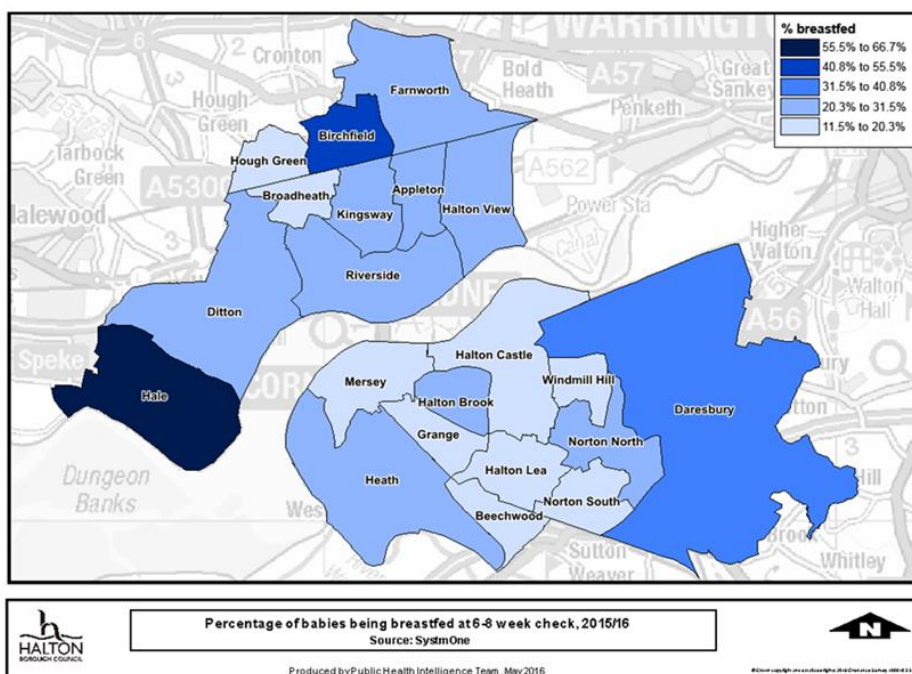 WARRINGTON
% breastfed
55.5% to 66.7%
40.8% to 55.5%
31.5% to 40.8%
20.3% to 31.5%
11.5% to 20.3%
Cronton
Bold
Heath
A57
Great
Sankey
Penketh
Farnworth
Hough
Green
Birchfield
Tarbock
Green
Hough Green
A5300
A562
Appleton
Broadheath
Kingsway
Halton View
Power Sta
Canal
Higher
Walton
Walton
Hall
Riverside
Ditton
A56
Speke
Halton Castle
Windmill Hill
Mersey
Hale
Halton Brook
Daresbury
Grange
Norton North
Halton Lea
Heath
Dungeon
Banks
Norton South
Beechwood
Sutton
Weaver
Whitley
HALTON
BOROUGH COUNCIL
Percentage of babies being breastfed at 6-8 week check, 2015/16
Source: SystmOne
N
Produced by Public Health Intelligence Team, May 2016